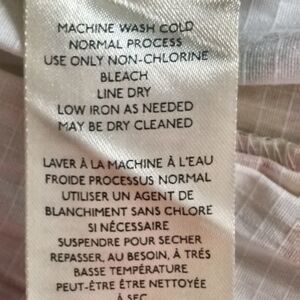 MACHINE WASH COLD
NORMAL PROCESS
USE ONLY NON-CHLORINE
BLEACH
LINE DRY
LOW IRON AS NEEDED
MAY BE DRY CLEANED
LAVER À LA MACHINE À L'EAU
FROIDE PROCESSUS NORMAL
UTILISER UN AGENT DE
BLANCHIMENT SANS CHLORE
SI NÉCESSAIRE
SUSPENDRE POUR SECHER
REPASSER, AU BESOIN, À TRÉS
BASSE TEMPÉRATURE
PEUT-ÊTRE ÊTRE NETTOYÉE
À SEC